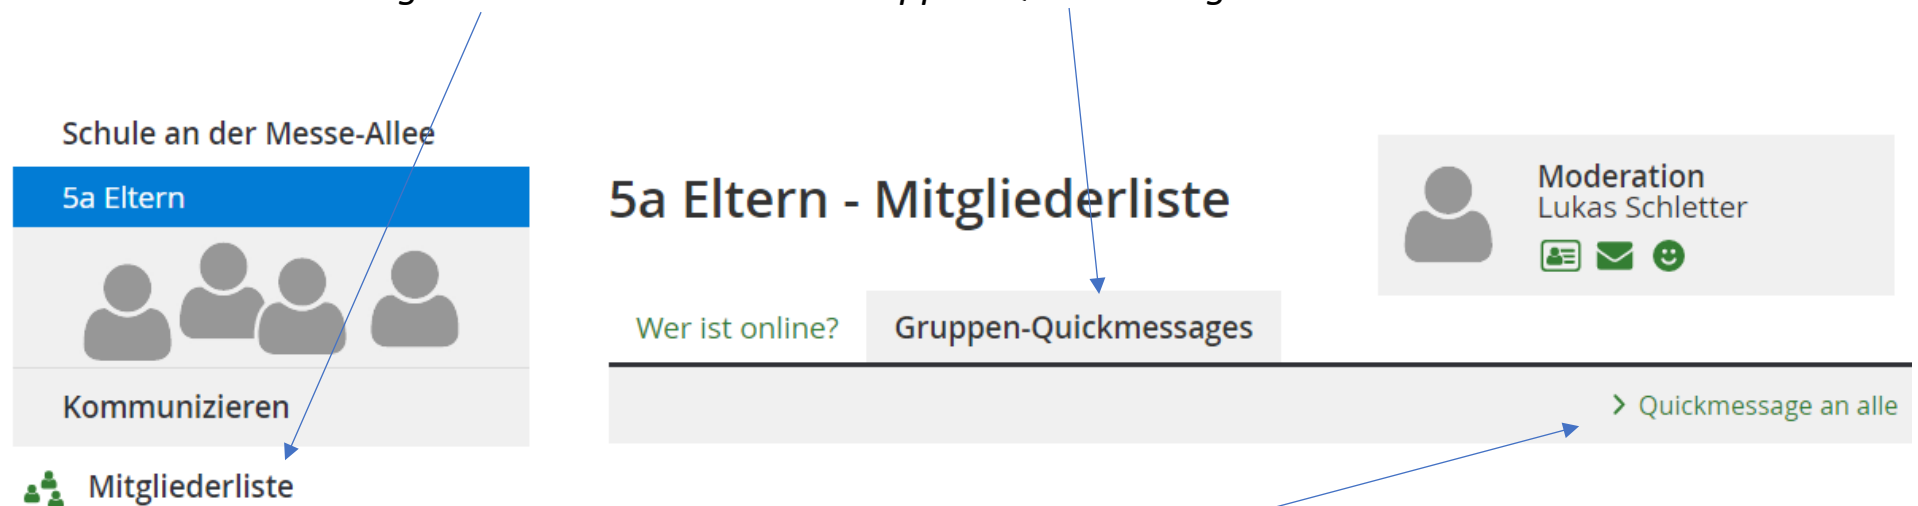 Schule an der Messe-Allee
5a Eltern
Kommunizieren
Mitgliederliste
5a Eltern - Mitgliederliste
Moderation
Lukas Schletter
Wer ist online?
Gruppen-Quickmessages
Quickmessage an alle